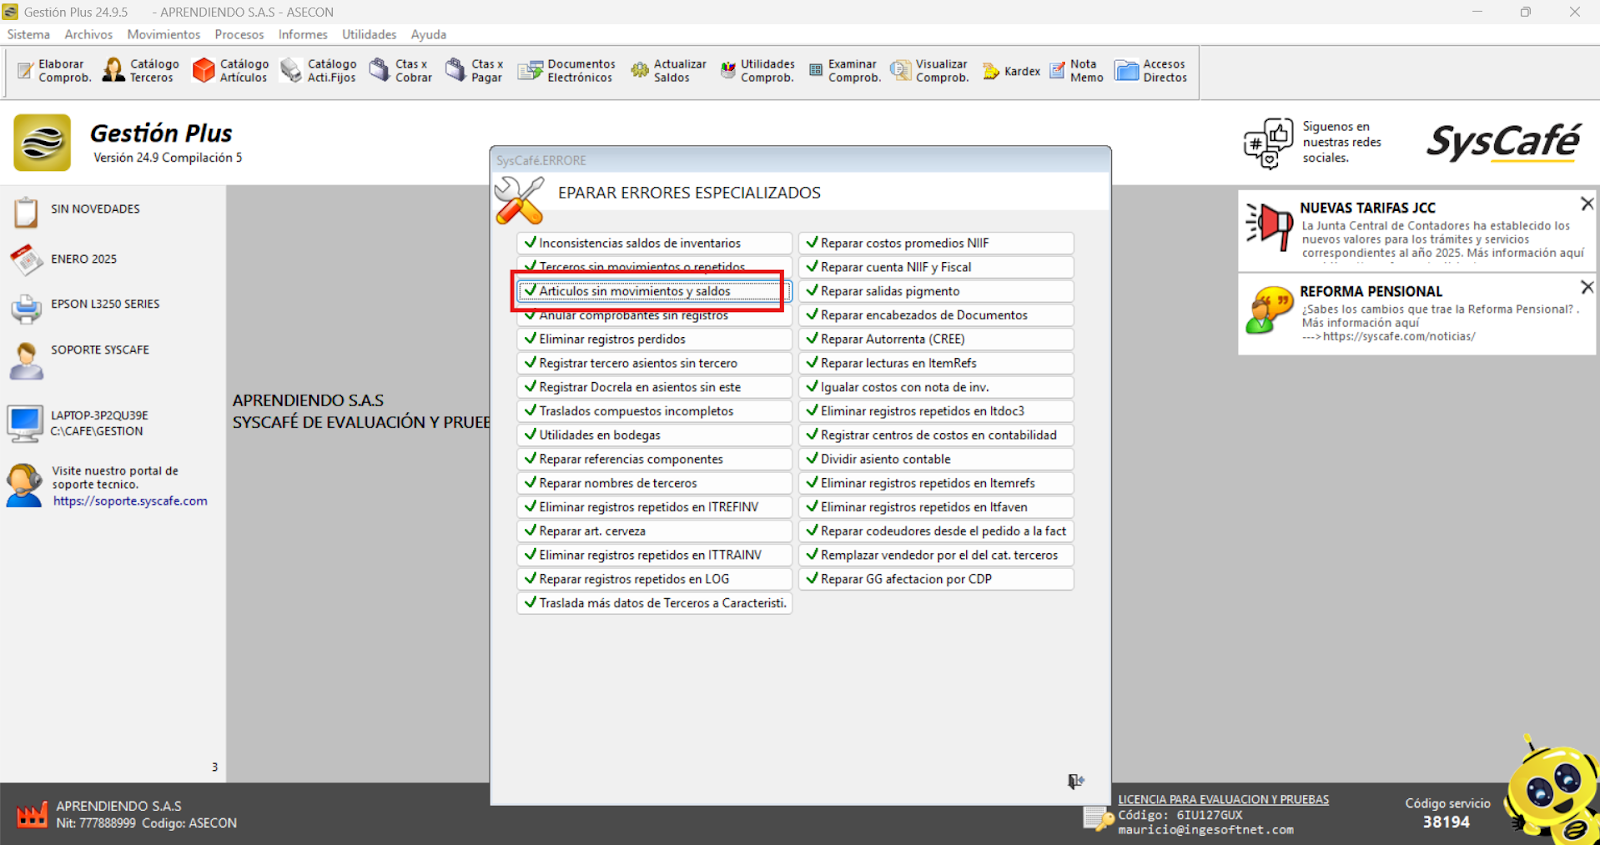 Gestión Plus 24.9.5 - APRENDIENDO S.A.S - ASECON
Sistema Archivos Movimientos Procesos Informes Utilidades Ayuda
Elaborar Comprob.
Catálogo Terceros
Catálogo Artículos
Catálogo Acti.Fijos
Ctas x Cobrar
Ctas x Pagar
Documentos Electrónicos
Actualizar Saldos
Utilidades Comprob.
Examinar Comprob.
Visualizar Comprob.
Kardex
Nota Memo
Accesos Directos
Gestión Plus
Versión 24.9 Compilación 5
Siguenos en
nuestras redes
sociales.
SysCafé
SIN NOVEDADES
ENERO 2025
EPSON L3250 SERIES
SOPORTE SYSCAFE
LAPTOP-3P2QU39E
C:\CAFE\GESTION
Visite nuestro portal de
soporte tecnico.
https://soporte.syscafe.com
3
APRENDIENDO S.A.S
SYSCAFÉ DE EVALUACIÓN Y PRUEE
SysCafé.ERRORE
EPARAR ERRORES ESPECIALIZADOS
Inconsistencias saldos de inventarios
Terceros sin movimientos o repetidos
Articulos sin movimientos y saldos
Anular comprobantes sin registros
Eliminar registros perdidos
Registrar tercero asientos sin tercero
Registrar Docrela en asientos sin este
Traslados compuestos incompletos
Utilidades en bodegas
Reparar referencias componentes
Reparar nombres de terceros
Eliminar registros repetidos en ITREFINV
Reparar art. cerveza
Eliminar registros repetidos en ITTRAINV
Reparar registros repetidos en LOG
Traslada más datos de Terceros a Caracteristi.
Reparar costos promedios NIIF
Reparar cuenta NIIF y Fiscal
Reparar salidas pigmento
Reparar encabezados de Documentos
Reparar Autorrenta (CREE)
Reparar lecturas en ItemRefs
Igualar costos con nota de inv.
Eliminar registros repetidos en Itdoc3
Registrar centros de costos en contabilidad
Dividir asiento contable
Eliminar registros repetidos en Itemrefs
Eliminar registros repetidos en Itfaven
Reparar codeudores desde el pedido a la fact
Remplazar vendedor por el del cat. terceros
Reparar GG afectacion por CDP
NUEVAS TARIFAS JCC
La Junta Central de Contadores ha establecido los
nuevos valores para los trámites y servicios
correspondientes al año 2025. Más información aquí
REFORMA PENSIONAL
¿Sabes los cambios que trae la Reforma Pensional? .
Más información aquí
--->https://syscafe.com/noticias/
APRENDIENDO S.A.S
Nit: 777888999 Codigo: ASECON
LICENCIA PARA EVALUACION Y PRUEBAS
Código: 6IU127GUX
mauricio@ingesoftnet.com
Código servicio
38194